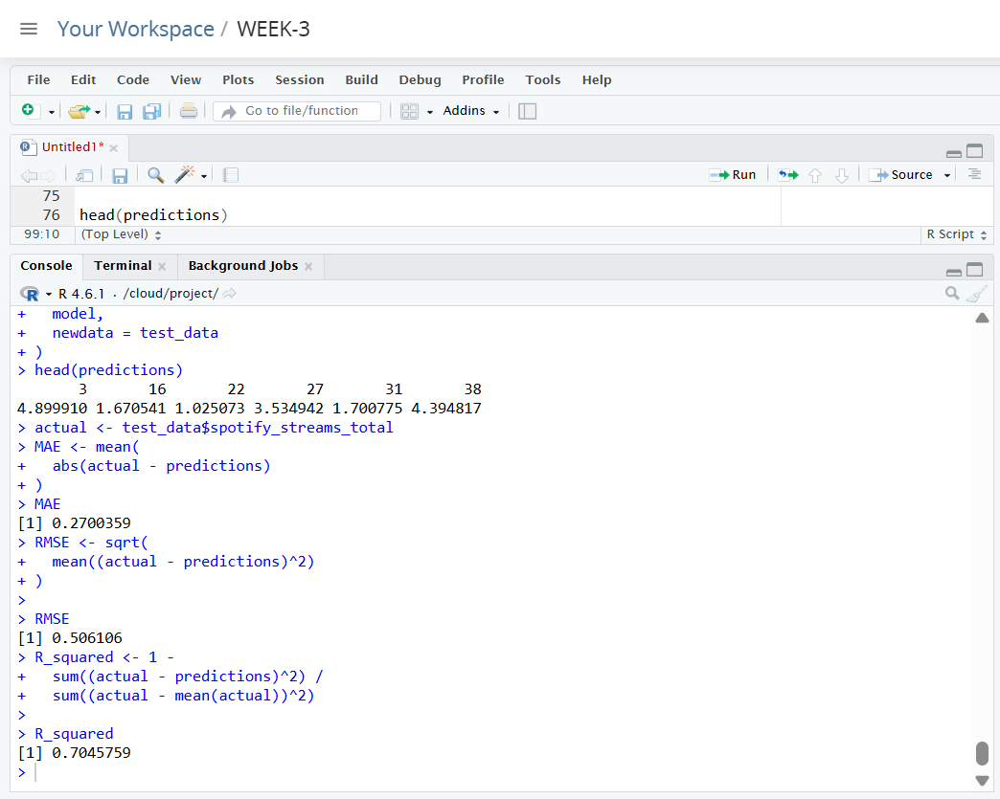 Your Workspace / WEEK-3
File Edit Code View Plots Session Build Debug Profile Tools Help
Go to file/function Addins
Untitled1*
Run Source
75
76 head(predictions)
99:10 (Top Level) R Script
Console Terminal Background Jobs
R 4.6.1 . /cloud/project/
+   model,
+   newdata = test_data
+ )
> head(predictions)
3 16 22 27 31 38
4.899910 1.670541 1.025073 3.534942 1.700775 4.394817
> actual <- test_data$spotify_streams_total
> MAE <- mean(
+   abs(actual - predictions)
+ )
> MAE
[1] 0.2700359
> RMSE <- sqrt(
+   mean((actual - predictions)^2)
+ )
>
> RMSE
[1] 0.506106
> R_squared <- 1 -
+   sum((actual - predictions)^2) /
+   sum((actual - mean(actual))^2)
>
> R_squared
[1] 0.7045759
>